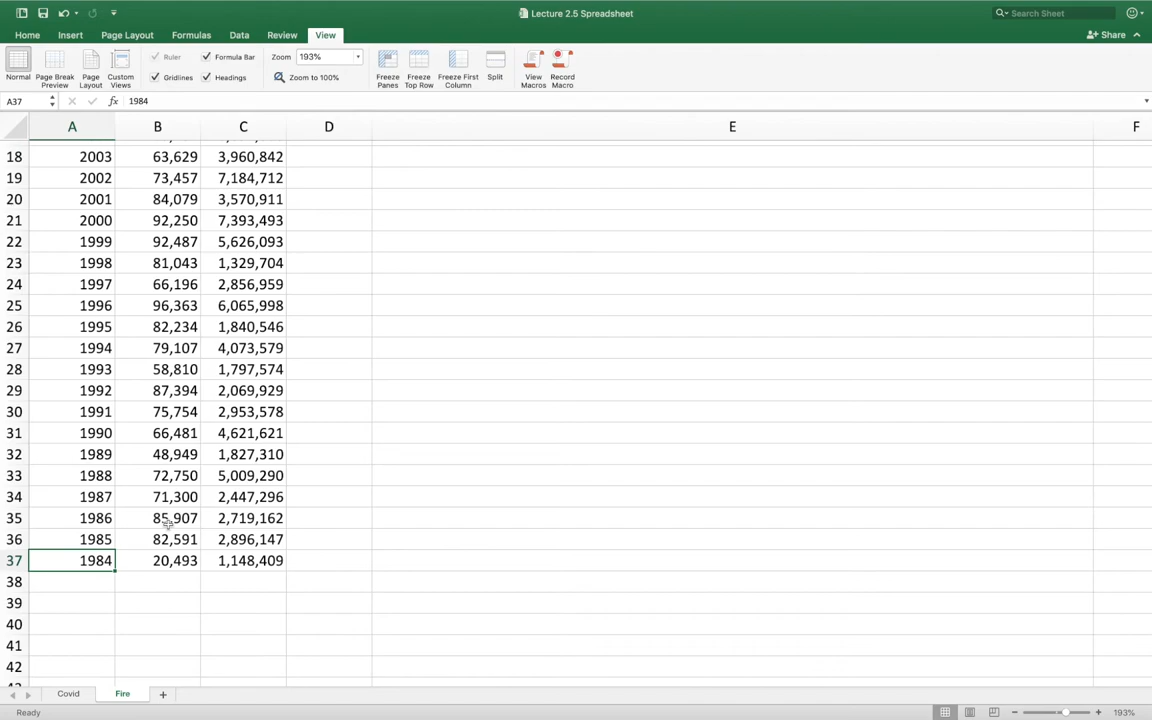 Lecture 2.5 Spreadsheet
Search Sheet
Home Insert Page Layout Formulas Data Review View
Share
Normal
Page Break Preview
Page Layout
Custom Views
Ruler
Formula Bar
Gridlines
Headings
Zoom 193%
Zoom to 100%
Freeze Panes
Freeze Top Row
Freeze First Column
Split
View Macros
Record Macro
A37 fx 1984
A B C D E F
18 2003 63,629 3,960,842
19 2002 73,457 7,184,712
20 2001 84,079 3,570,911
21 2000 92,250 7,393,493
22 1999 92,487 5,626,093
23 1998 81,043 1,329,704
24 1997 66,196 2,856,959
25 1996 96,363 6,065,998
26 1995 82,234 1,840,546
27 1994 79,107 4,073,579
28 1993 58,810 1,797,574
29 1992 87,394 2,069,929
30 1991 75,754 2,953,578
31 1990 66,481 4,621,621
32 1989 48,949 1,827,310
33 1988 72,750 5,009,290
34 1987 71,300 2,447,296
35 1986 85,907 2,719,162
36 1985 82,591 2,896,147
37 1984 20,493 1,148,409
38
39
40
41
42
Covid Fire
Ready
193%